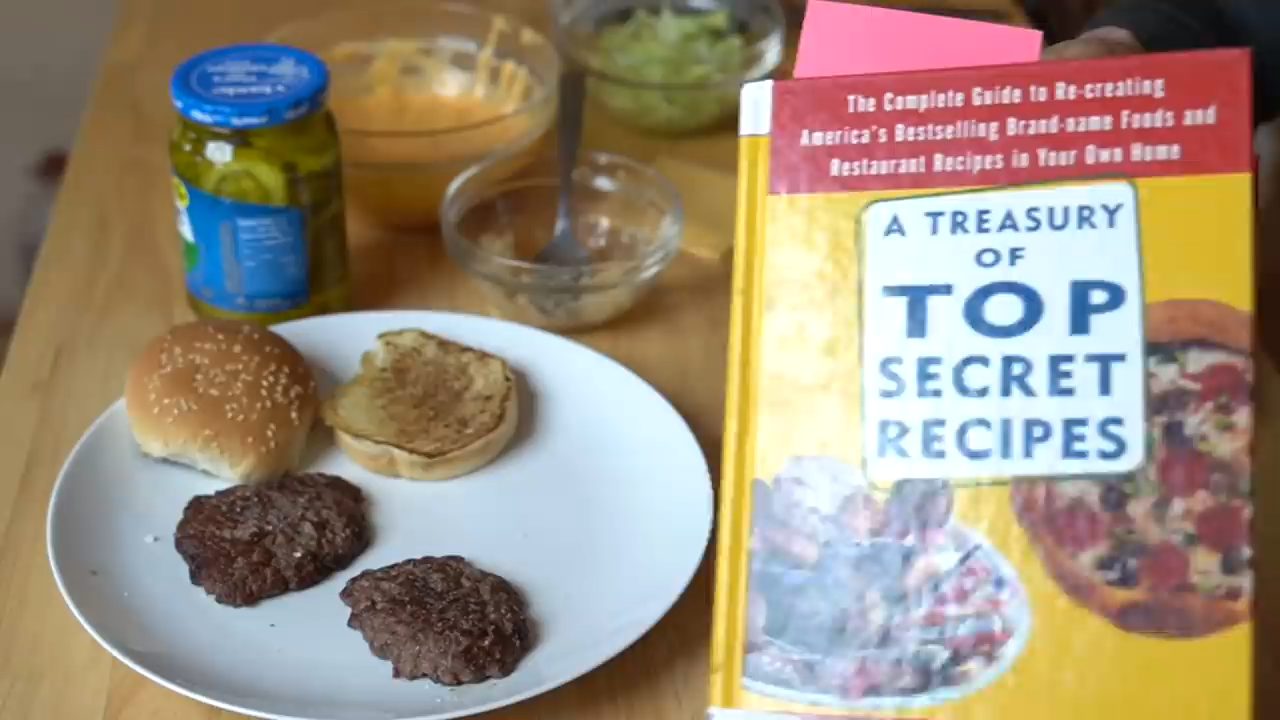 The Complete Guide to Re-creating
America's Bestselling Brand-name Foods and
Restaurant Recipes in Your Own Home
A TREASURY
OF
TOP
SECRET
RECIPES